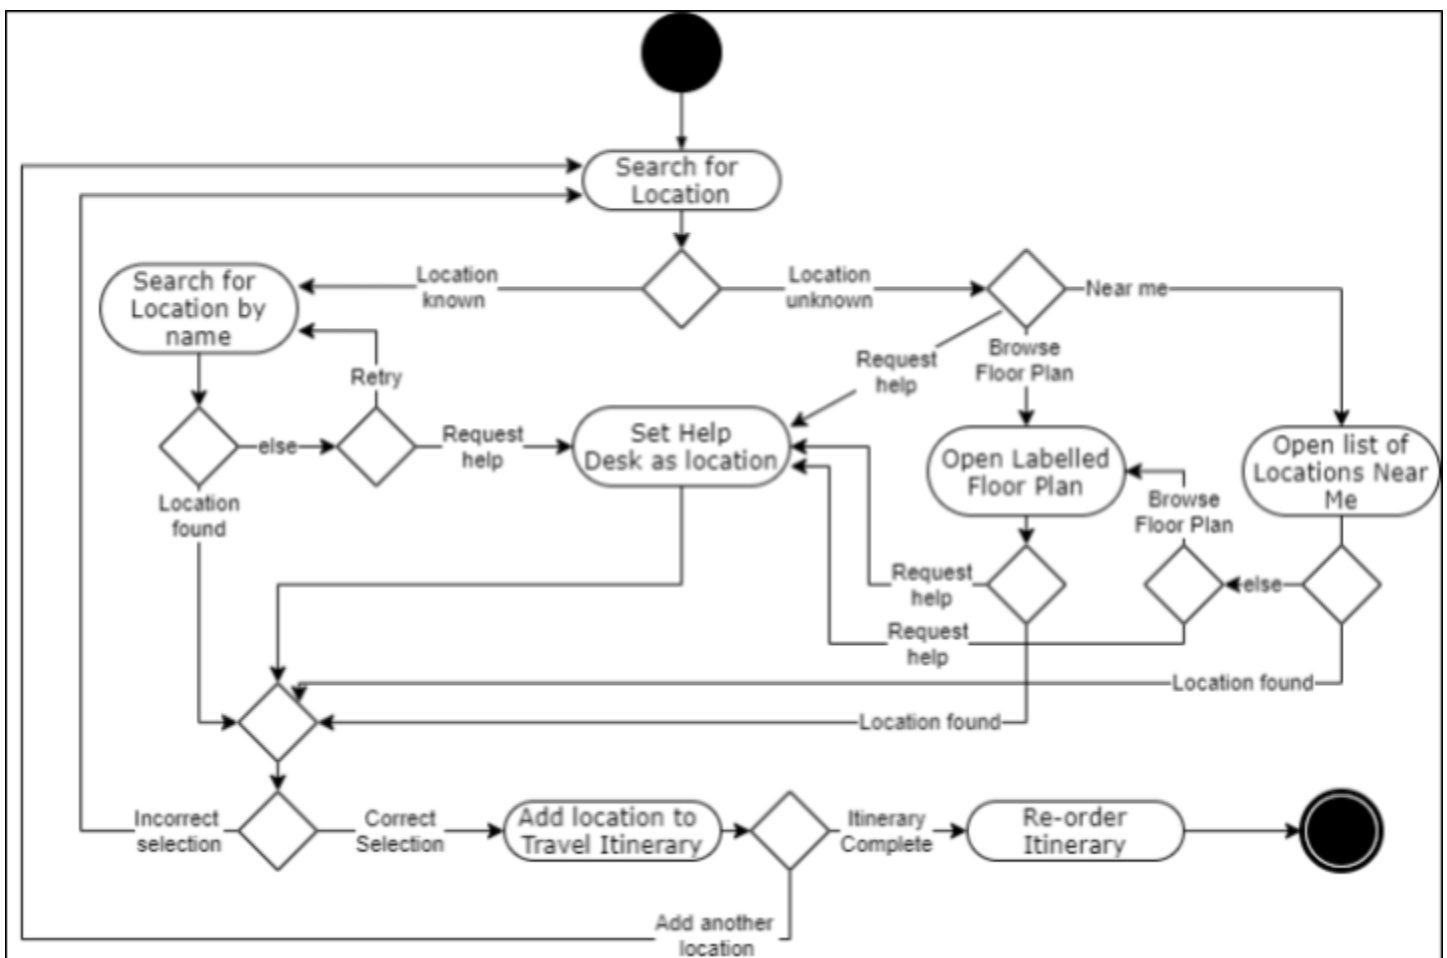 Search for
Location
Location
known
Location
unknown
Near me
Search for
Location by
name
Retry
Request
help
Browse
Floor Plan
else
Request
help
Set Help
Desk as location
Open Labelled
Floor Plan
Open list of
Locations Near
Me
Browse
Floor Plan
Location
found
Request
help
else
Request
help
Location found
Location found
Incorrect
selection
Correct
Selection
Add location to
Travel Itinerary
Itinerary
Complete
Re-order
Itinerary
Add another
location